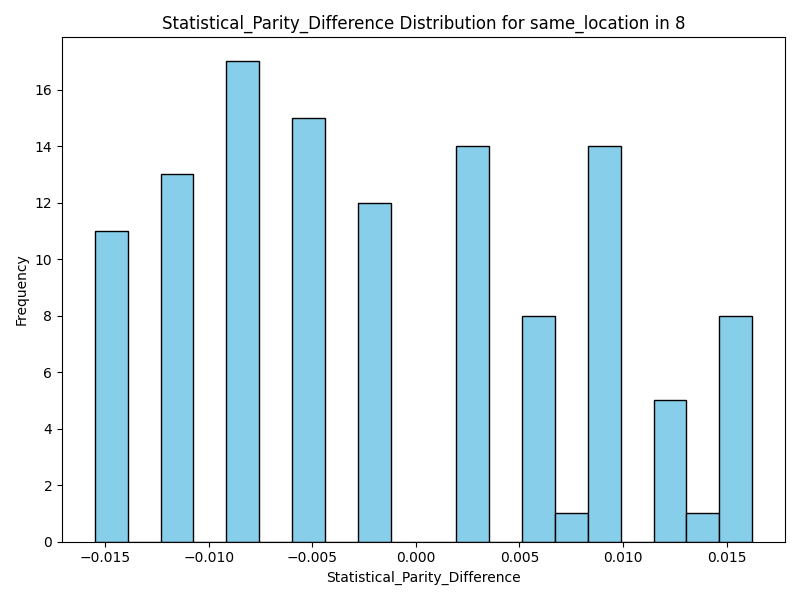 Statistical_Parity_Difference Distribution for same_location in 8
Frequency
16
14
12
10
8
6
4
2
0
−0.015 −0.010 −0.005 0.000 0.005 0.010 0.015
Statistical_Parity_Difference